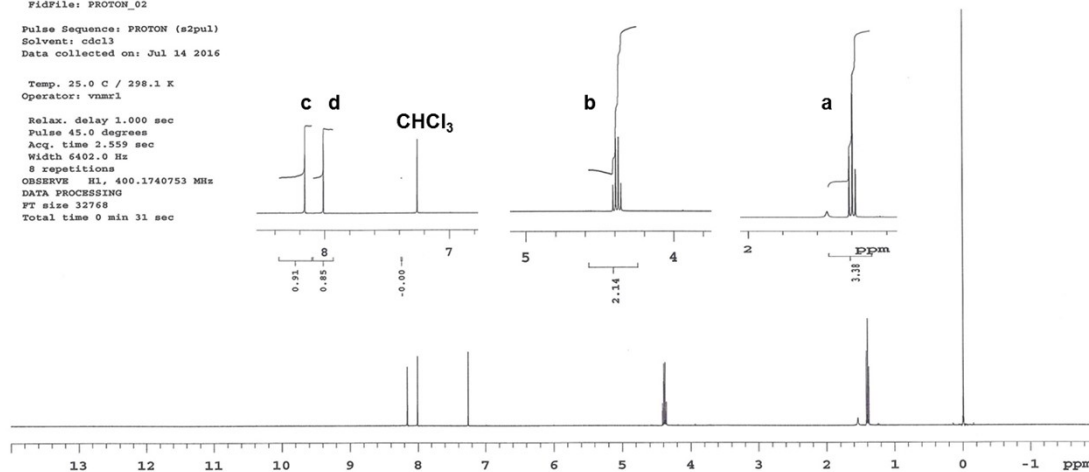 FidFile: PROTON_02
Pulse Sequence: PROTON (s2pul)
Solvent: cdcl3
Data collected on: Jul 14 2016
Temp. 25.0 C / 298.1 K
Operator: vnmr1
Relax. delay 1.000 sec
Pulse 45.0 degrees
Acq. time 2.559 sec
Width 6402.0 Hz
8 repetitions
OBSERVE H1, 400.1740753 MHz
DATA PROCESSING
FT size 32768
Total time 0 min 31 sec
c d CHCl3 b a
8 7 5 4 2 ppm
0.91 0.85 -0.00 2.14 3.38
13 12 11 10 9 8 7 6 5 4 3 2 1 0 -1 ppm